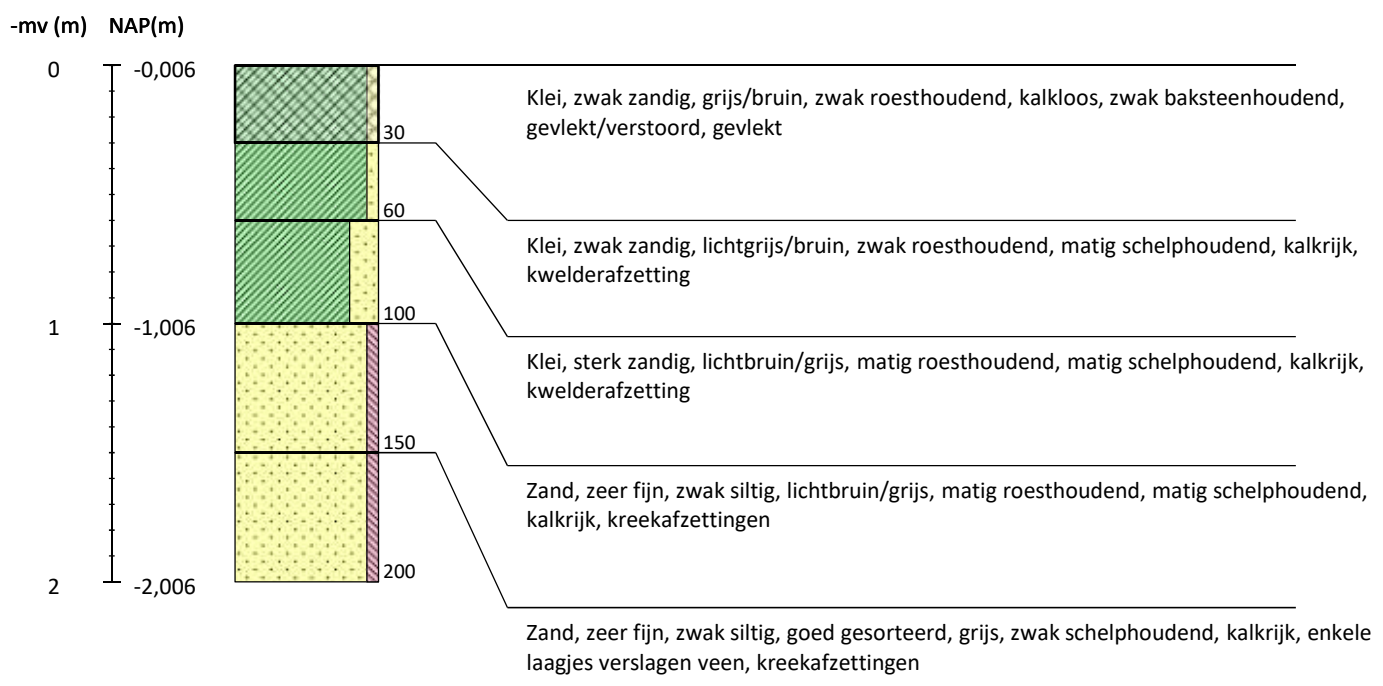 -mv (m) NAP(m)
0 -0,006
Klei, zwak zandig, grijs/bruin, zwak roesthoudend, kalkloos, zwak baksteenhoudend,
gevlekt/verstoord, gevlekt
30
60
Klei, zwak zandig, lichtgrijs/bruin, zwak roesthoudend, matig schelphoudend, kalkrijk,
kwelderafzetting
100
1 -1,006
Klei, sterk zandig, lichtbruin/grijs, matig roesthoudend, matig schelphoudend, kalkrijk,
kwelderafzetting
150
Zand, zeer fijn, zwak siltig, lichtbruin/grijs, matig roesthoudend, matig schelphoudend,
kalkrijk, kreekafzettingen
200
2 -2,006
Zand, zeer fijn, zwak siltig, goed gesorteerd, grijs, zwak schelphoudend, kalkrijk, enkele
laagjes verslagen veen, kreekafzettingen